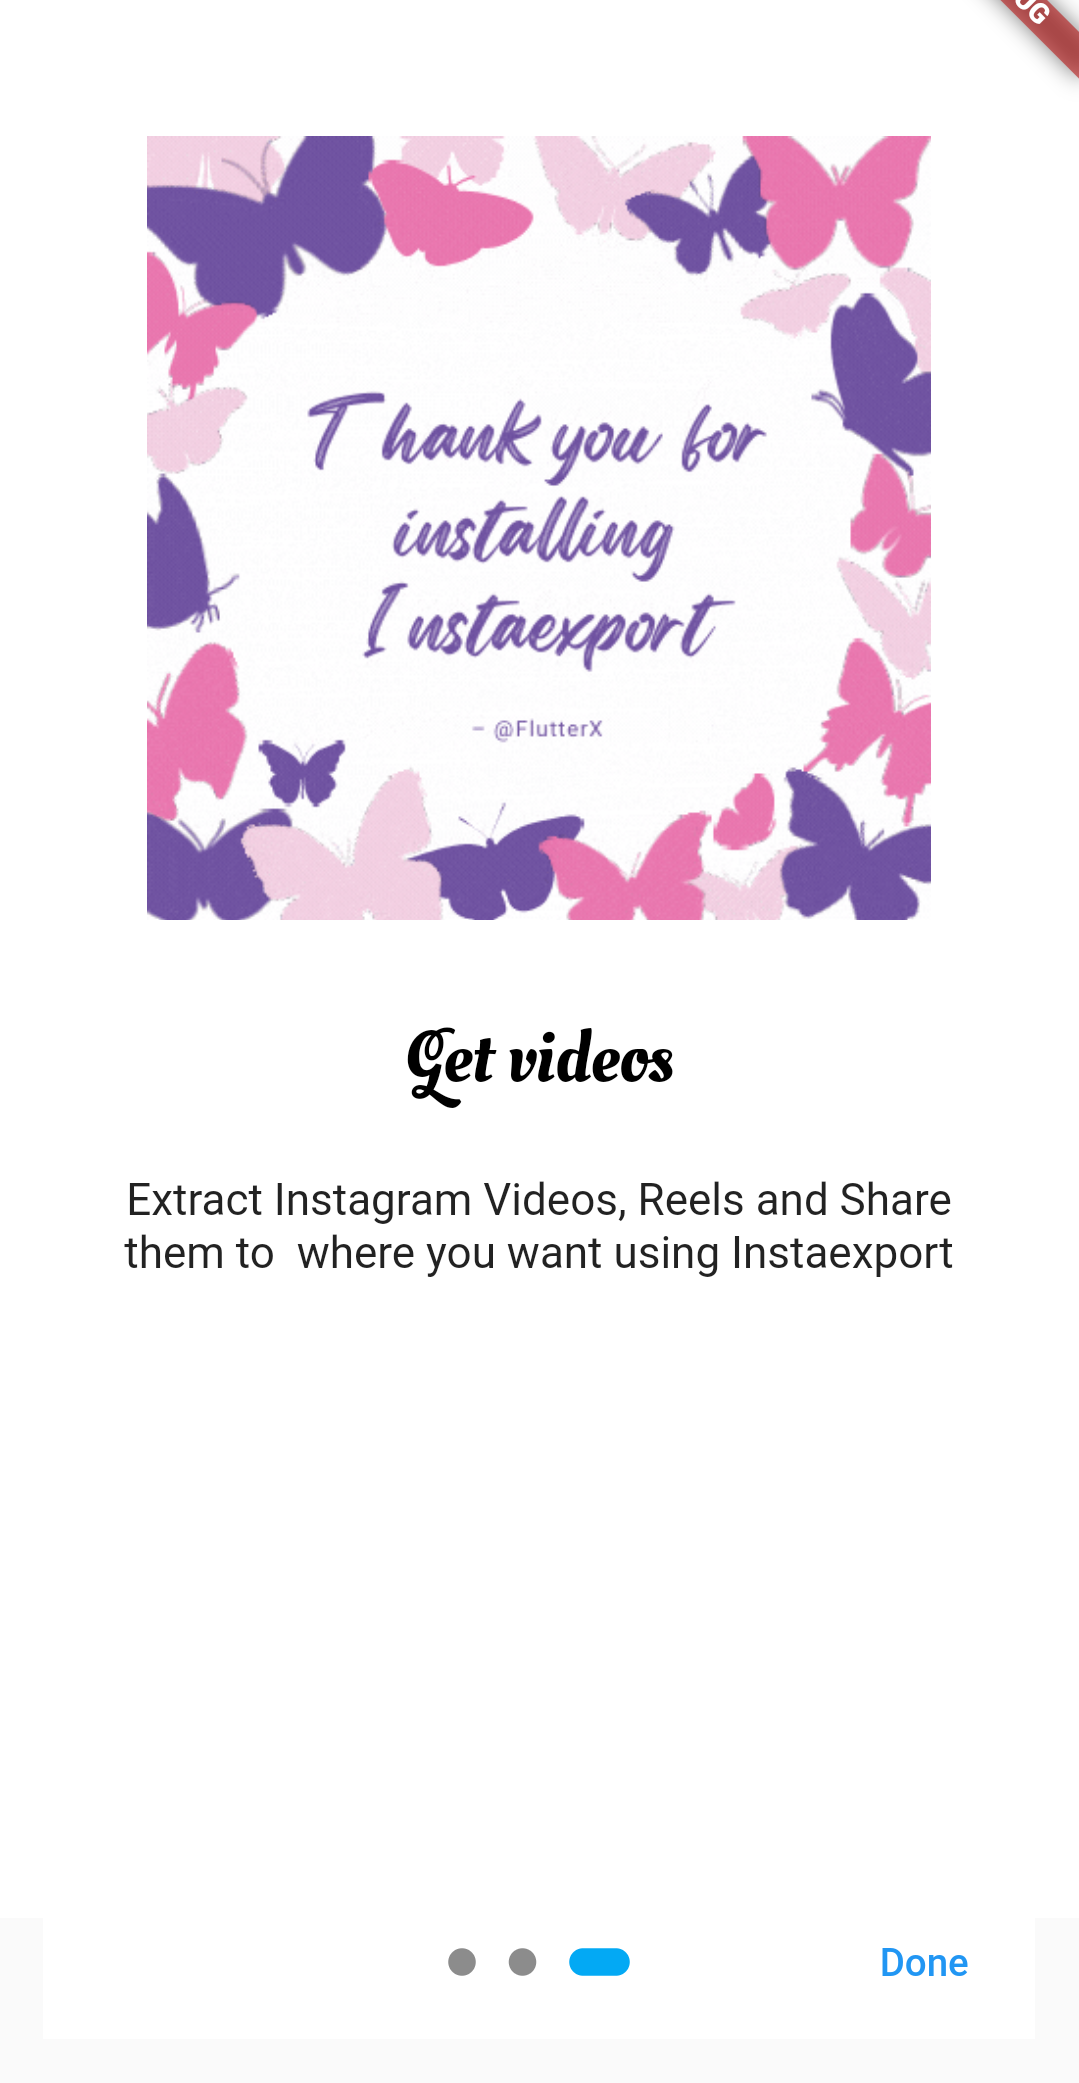 UG
Thank you for
installing
Instaexport
– @FlutterX
Get videos
Extract Instagram Videos, Reels and Share
them to  where you want using Instaexport
Done